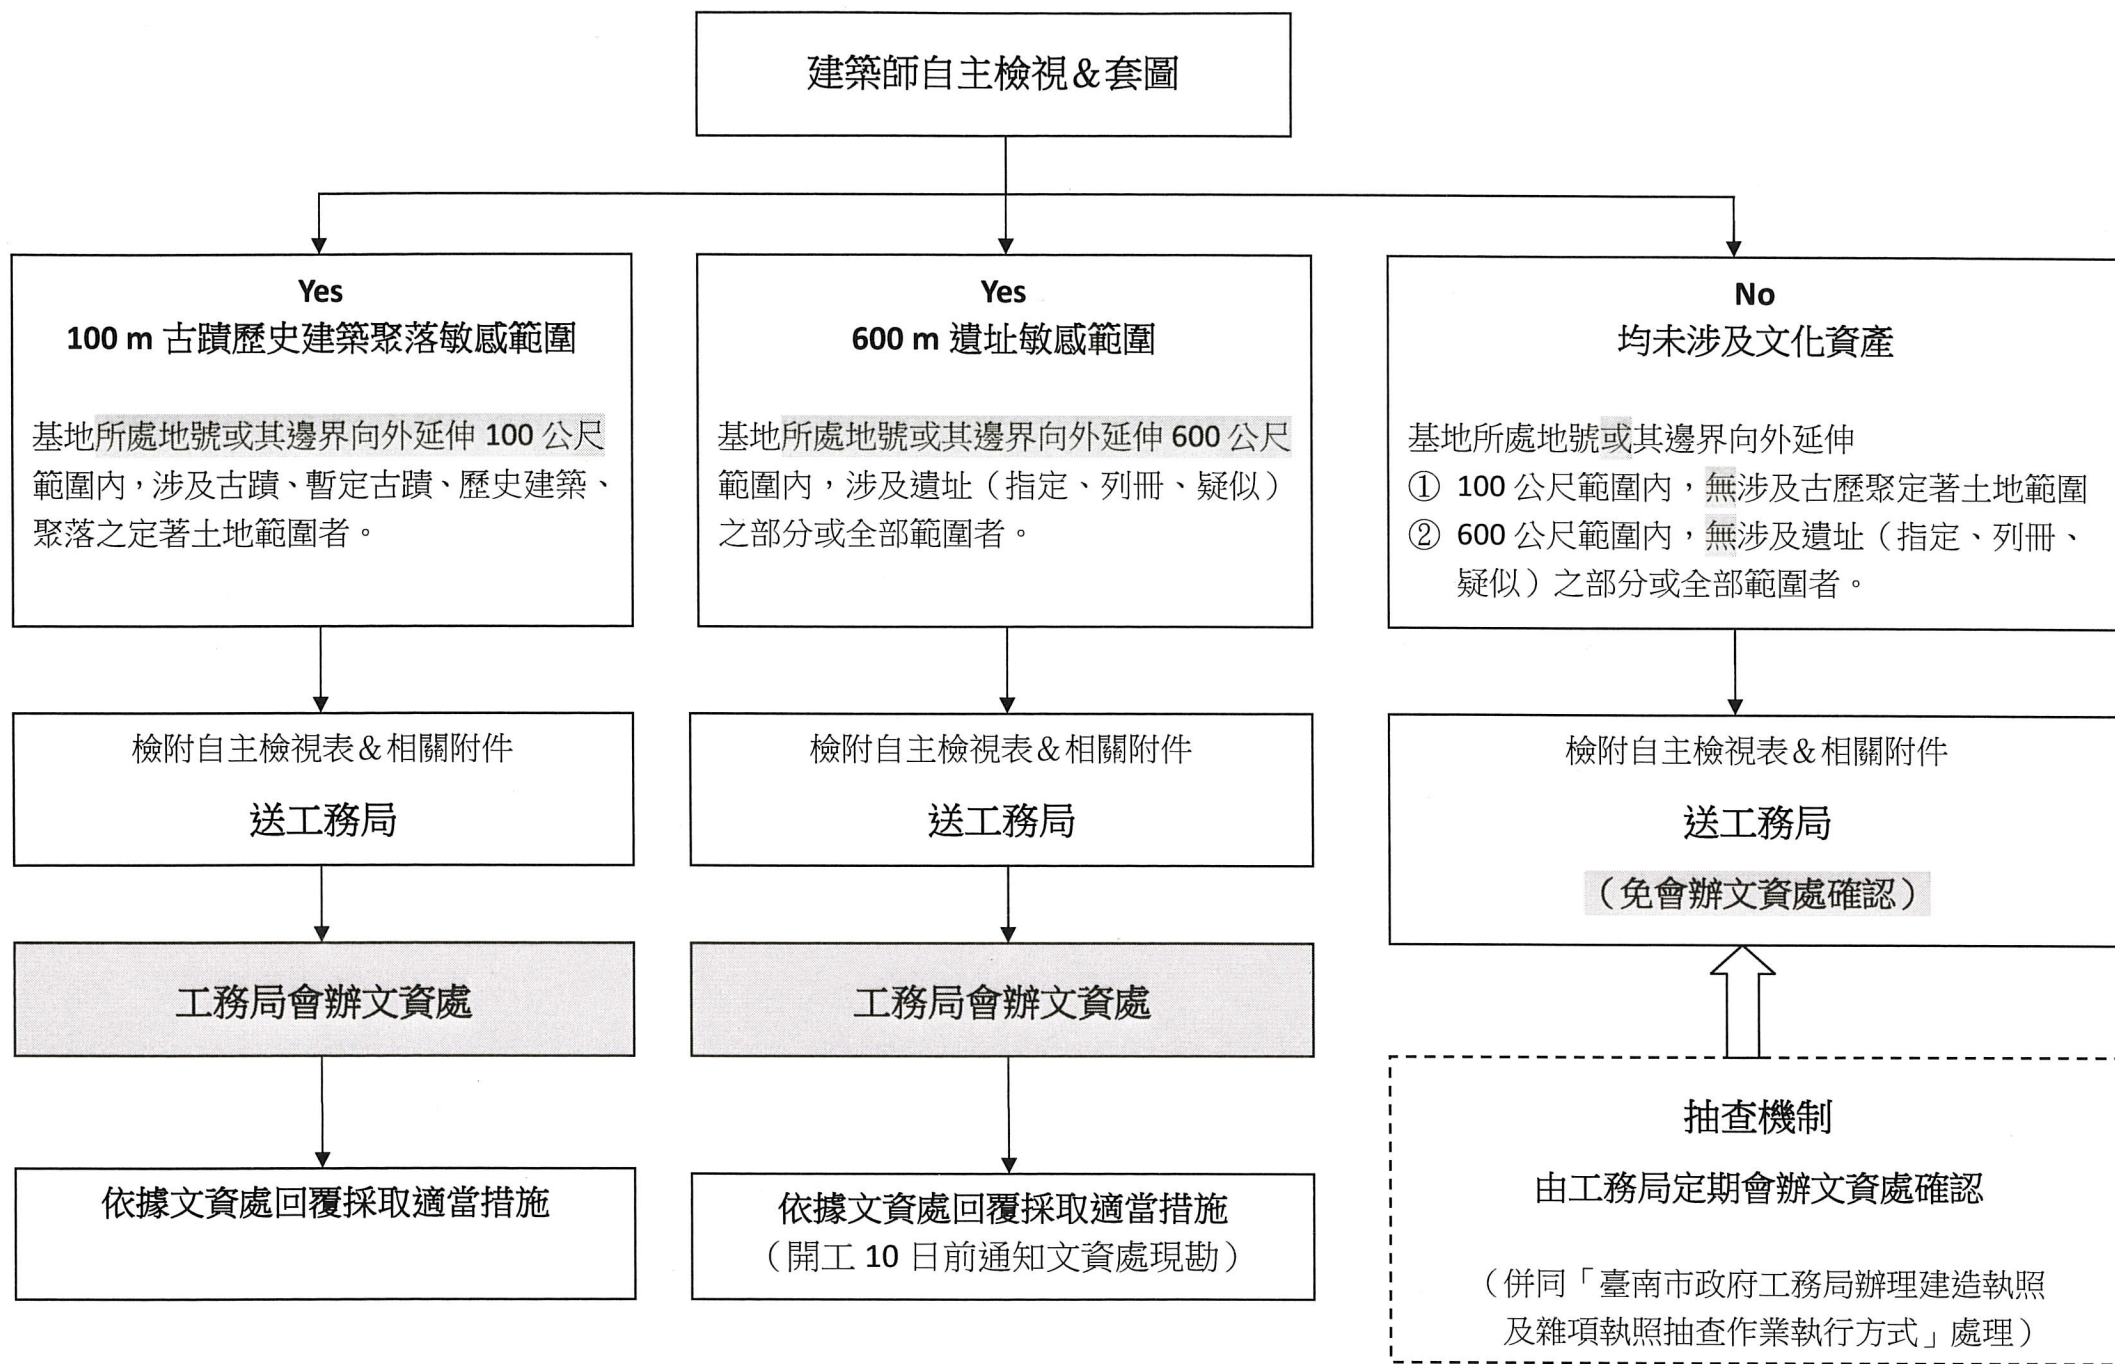 建築師自主檢視&套圖
Yes
100 m 古蹟歷史建築聚落敏感範圍
基地所處地號或其邊界向外延伸 100 公尺
範圍內，涉及古蹟、暫定古蹟、歷史建築、
聚落之定著土地範圍者。
Yes
600 m 遺址敏感範圍
基地所處地號或其邊界向外延伸 600 公尺
範圍內，涉及遺址（指定、列冊、疑似）
之部分或全部範圍者。
No
均未涉及文化資產
基地所處地號或其邊界向外延伸
① 100 公尺範圍內，無涉及古歷聚定著土地範圍
② 600 公尺範圍內，無涉及遺址（指定、列冊、
疑似）之部分或全部範圍者。
檢附自主檢視表&相關附件
送工務局
檢附自主檢視表&相關附件
送工務局
檢附自主檢視表&相關附件
送工務局
（免會辦文資處確認）
工務局會辦文資處
工務局會辦文資處
依據文資處回覆採取適當措施
依據文資處回覆採取適當措施
（開工 10 日前通知文資處現勘）
抽查機制
由工務局定期會辦文資處確認
（併同「臺南市政府工務局辦理建造執照
及雜項執照抽查作業執行方式」處理）